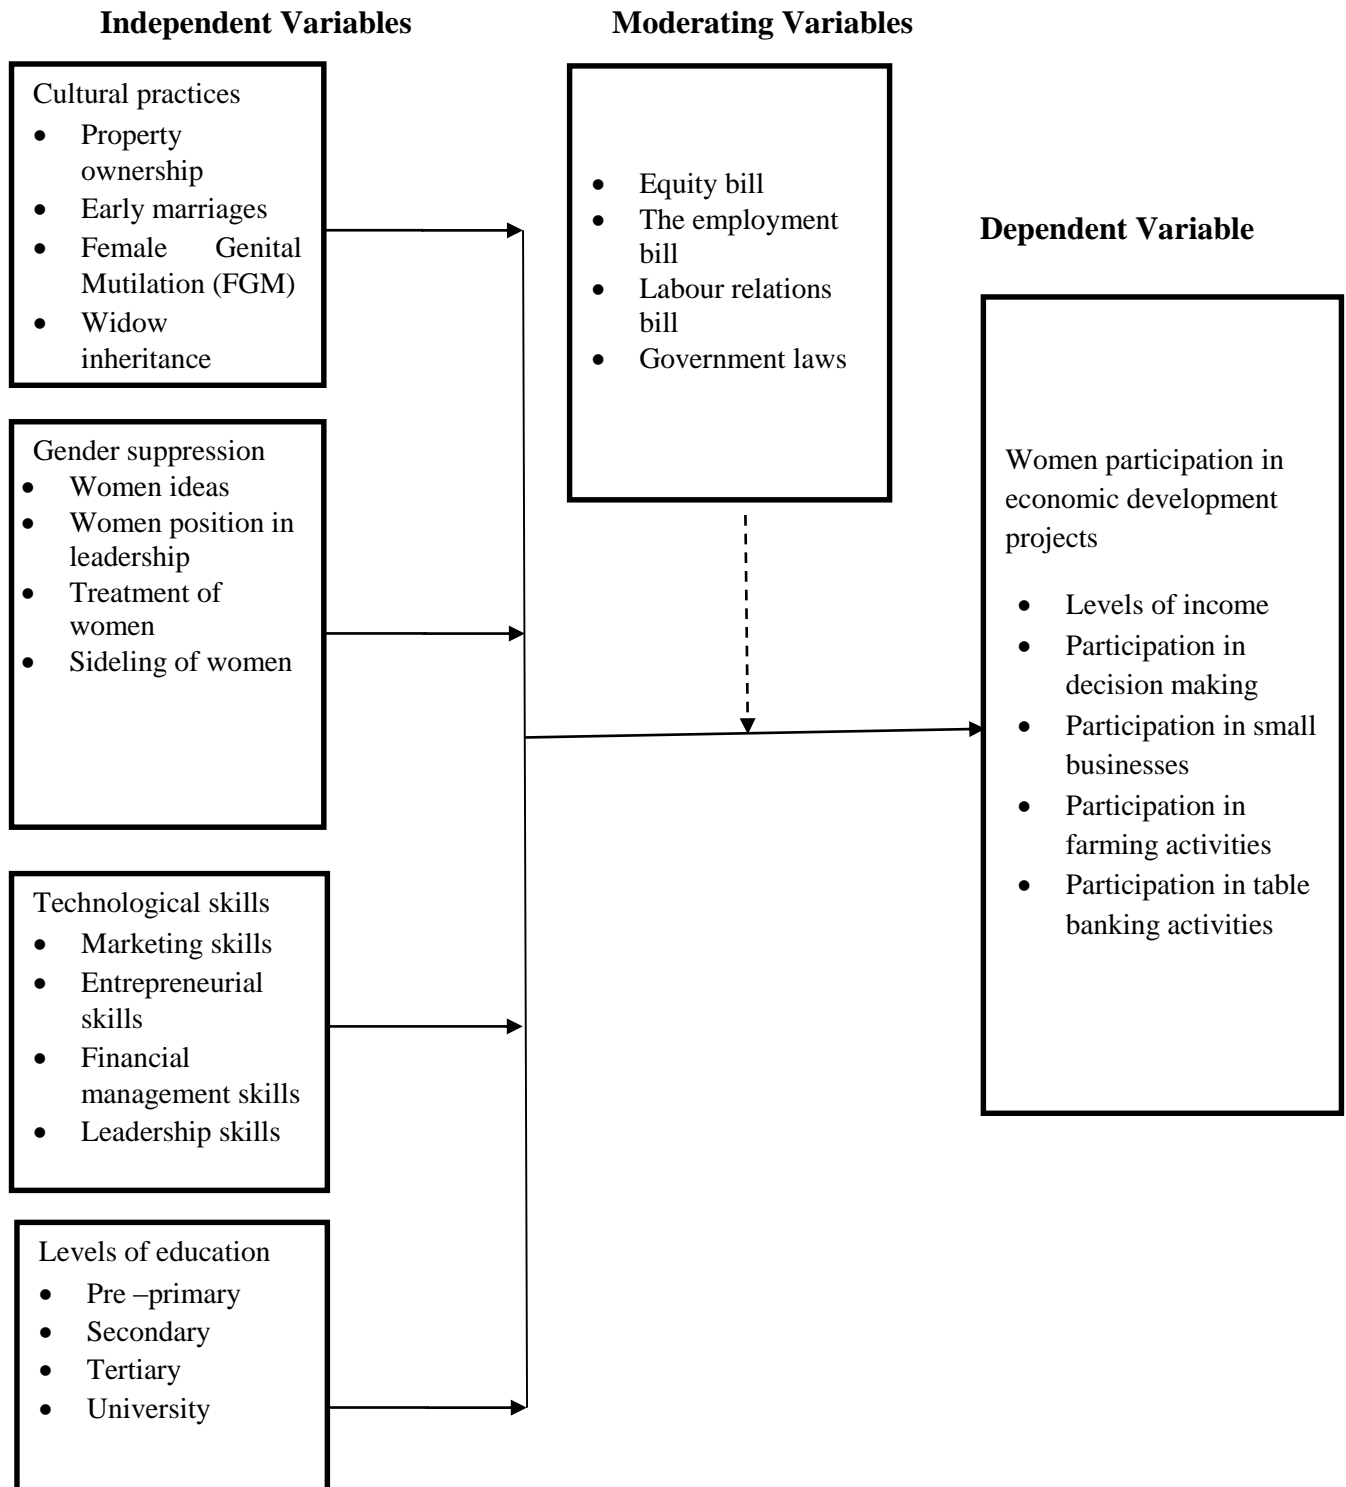 Independent Variables
Moderating Variables
Cultural practices
• Property
ownership
• Early marriages
• Female Genital
Mutilation (FGM)
• Widow
inheritance
Gender suppression
• Women ideas
• Women position in
leadership
• Treatment of
women
• Sideling of women
Technological skills
• Marketing skills
• Entrepreneurial
skills
• Financial
management skills
• Leadership skills
Levels of education
• Pre –primary
• Secondary
• Tertiary
• University
• Equity bill
• The employment
bill
• Labour relations
bill
• Government laws
Dependent Variable
Women participation in
economic development
projects
• Levels of income
• Participation in
decision making
• Participation in small
businesses
• Participation in
farming activities
• Participation in table
banking activities